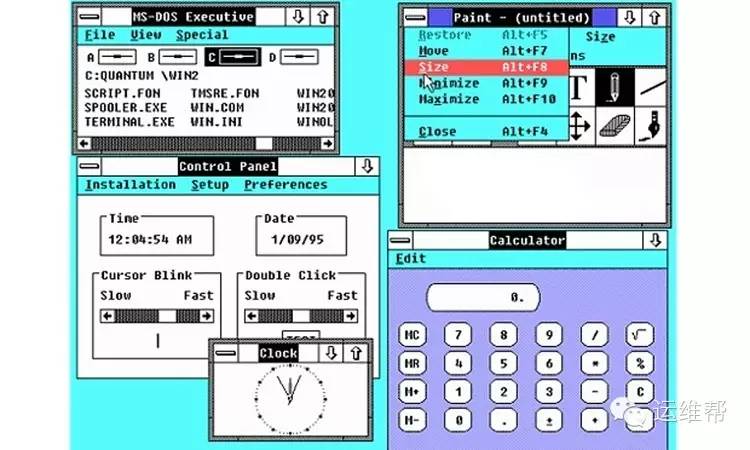 MS-DOS Executive
File View Special
A B C D
C:QUANTUM \WIN2
SCRIPT.FON TMSRE.FON WIN20
SPOOLER.EXE WIN.COM WIN20
TERMINAL.EXE WIN.INI WINOL
Paint - (untitled)
Restore Alt+F5
Move Alt+F7
Size Alt+F8
Minimize Alt+F9
Maximize Alt+F10
Close Alt+F4
Size
ns
T
Control Panel
Installation Setup Preferences
Time
12:04:54 AM
Date
1/09/95
Cursor Blink
Slow Fast
Double Click
Slow Fast
Clock
Calculator
Edit
0.
MC 7 8 9 / √
MR 4 5 6 * %
M+ 1 2 3 - C
M- 0 . ± +
运维帮